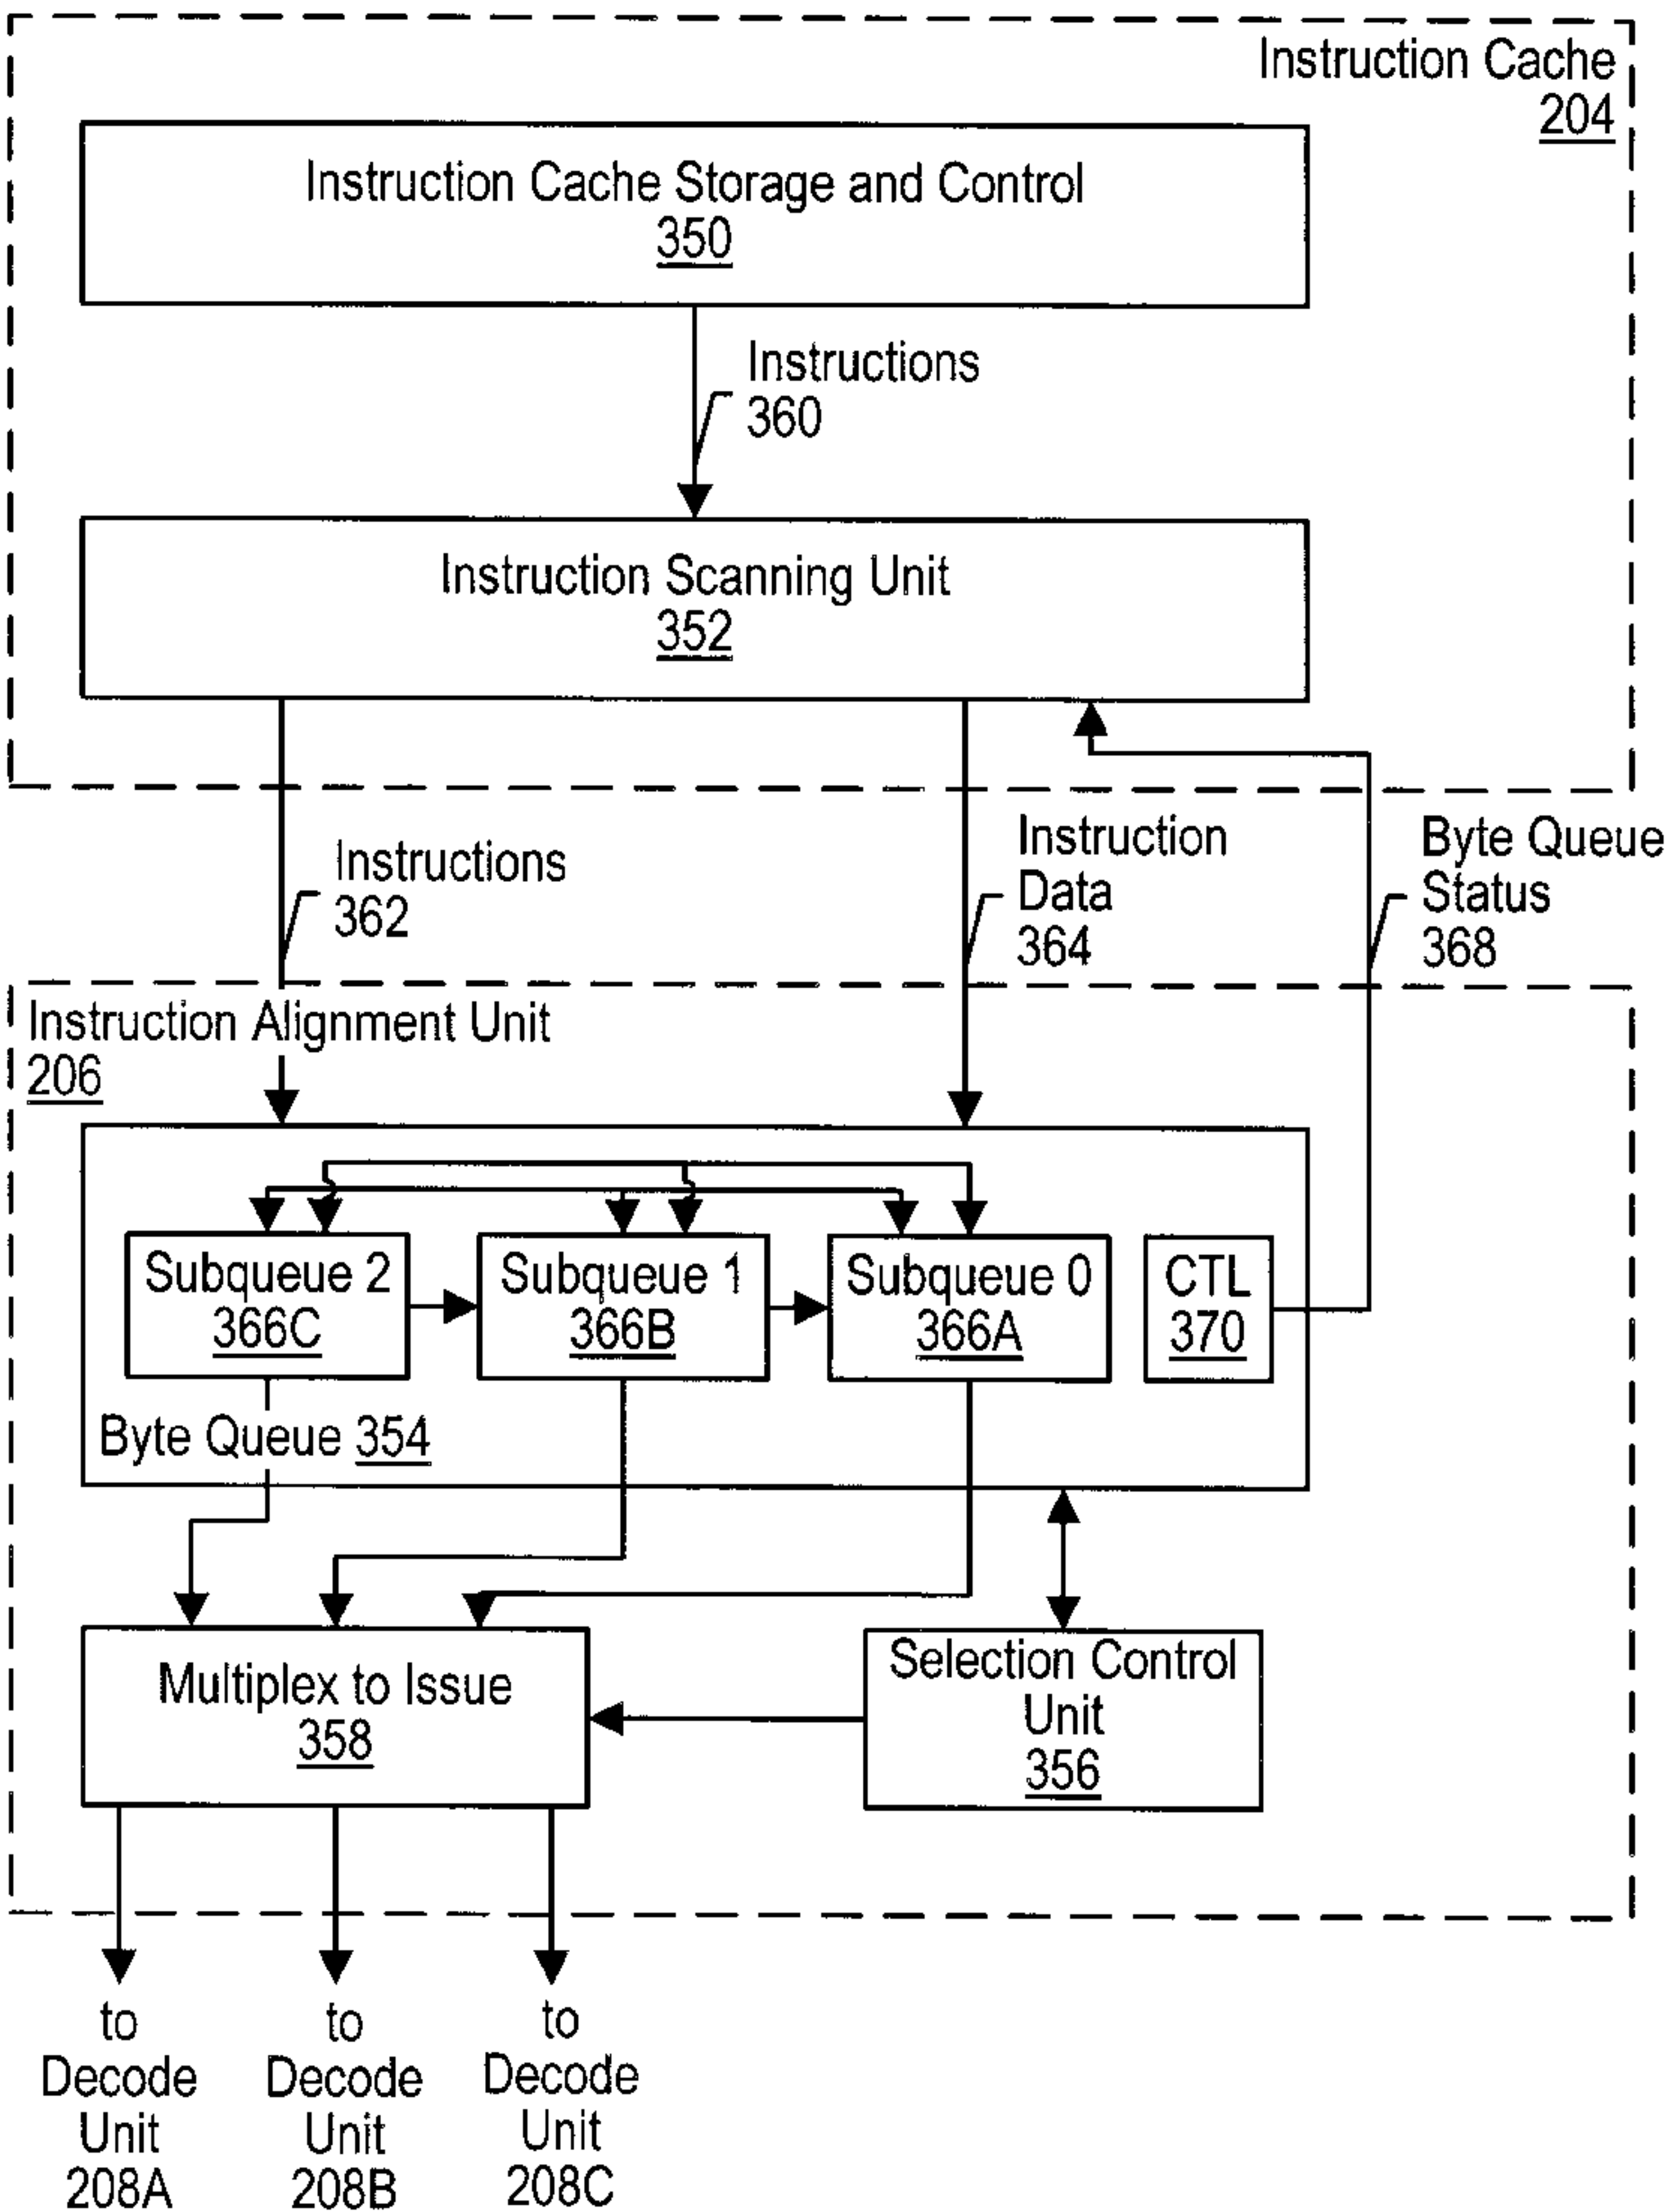 Instruction Cache
204
Instruction Cache Storage and Control
350
Instructions
360
Instruction Scanning Unit
352
Instructions
362
Instruction
Data
364
Byte Queue
Status
368
Instruction Alignment Unit
206
Subqueue 2
366C
Subqueue 1
366B
Subqueue 0
366A
CTL
370
Byte Queue 354
Multiplex to Issue
358
Selection Control
Unit
356
to
Decode
Unit
208A
to
Decode
Unit
208B
to
Decode
Unit
208C